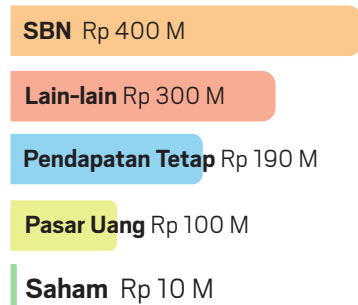 SBN Rp 400 M
Lain-lain Rp 300 M
Pendapatan Tetap Rp 190 M
Pasar Uang Rp 100 M
Saham Rp 10 M